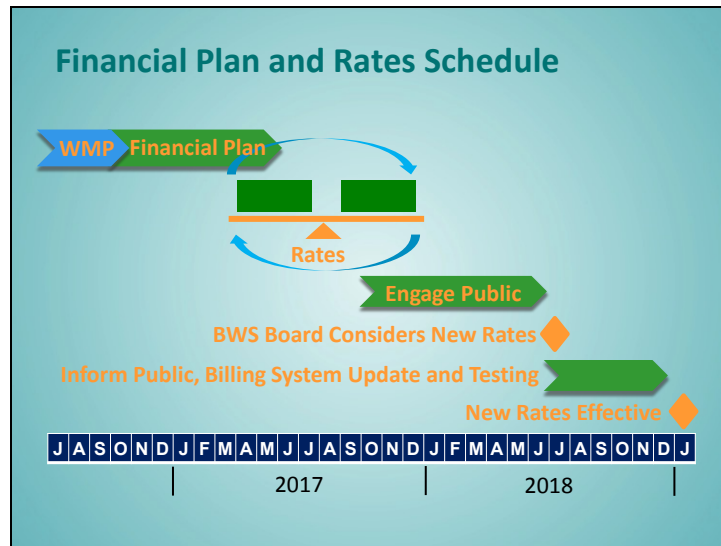 Financial Plan and Rates Schedule
WMP Financial Plan
Rates
Engage Public
BWS Board Considers New Rates
Inform Public, Billing System Update and Testing
New Rates Effective
J A S O N D J F M A M J J A S O N D J F M A M J J A S O N D J
2017 2018